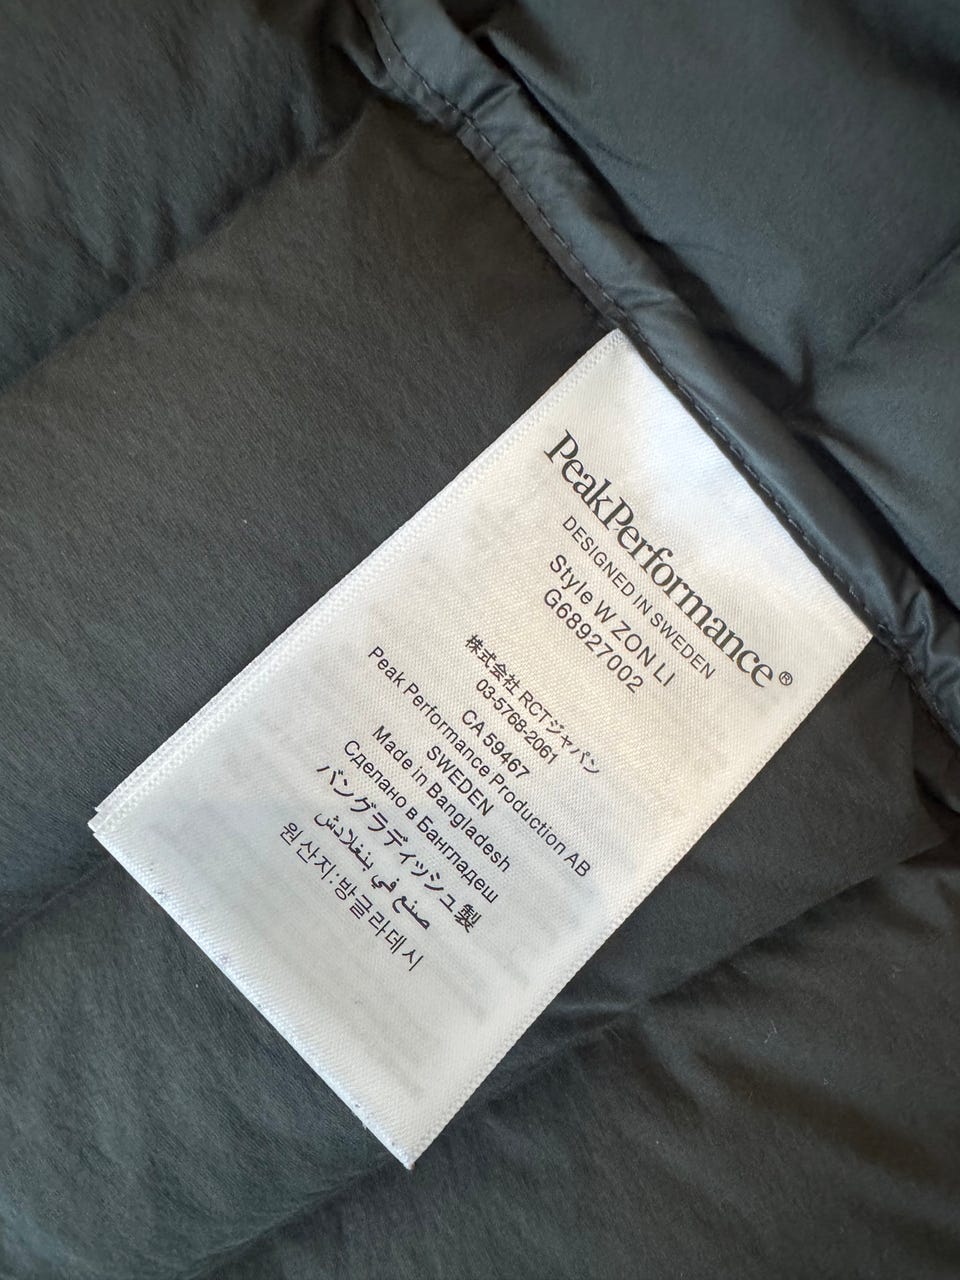 PeakPerformance®
DESIGNED IN SWEDEN
Style W ZON LI
G68927002
株式会社 RCTジャパン
03-5768-2061
CA 59467
Peak Performance Production AB
SWEDEN
Made in Bangladesh
Сделано в Бангладеш
バングラディッシュ製
صنع في بنغلادش
원산지:방글라데시